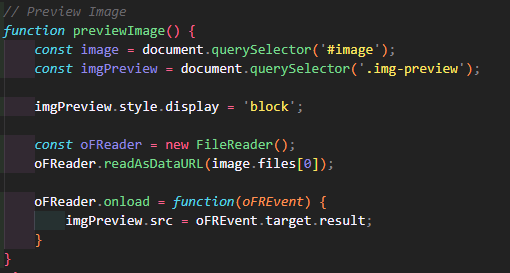 // Preview Image
function previewImage() {
    const image = document.querySelector('#image');
    const imgPreview = document.querySelector('.img-preview');

    imgPreview.style.display = 'block';

    const oFReader = new FileReader();
    oFReader.readAsDataURL(image.files[0]);

    oFReader.onload = function(oFREvent) {
        imgPreview.src = oFREvent.target.result;
    }
}